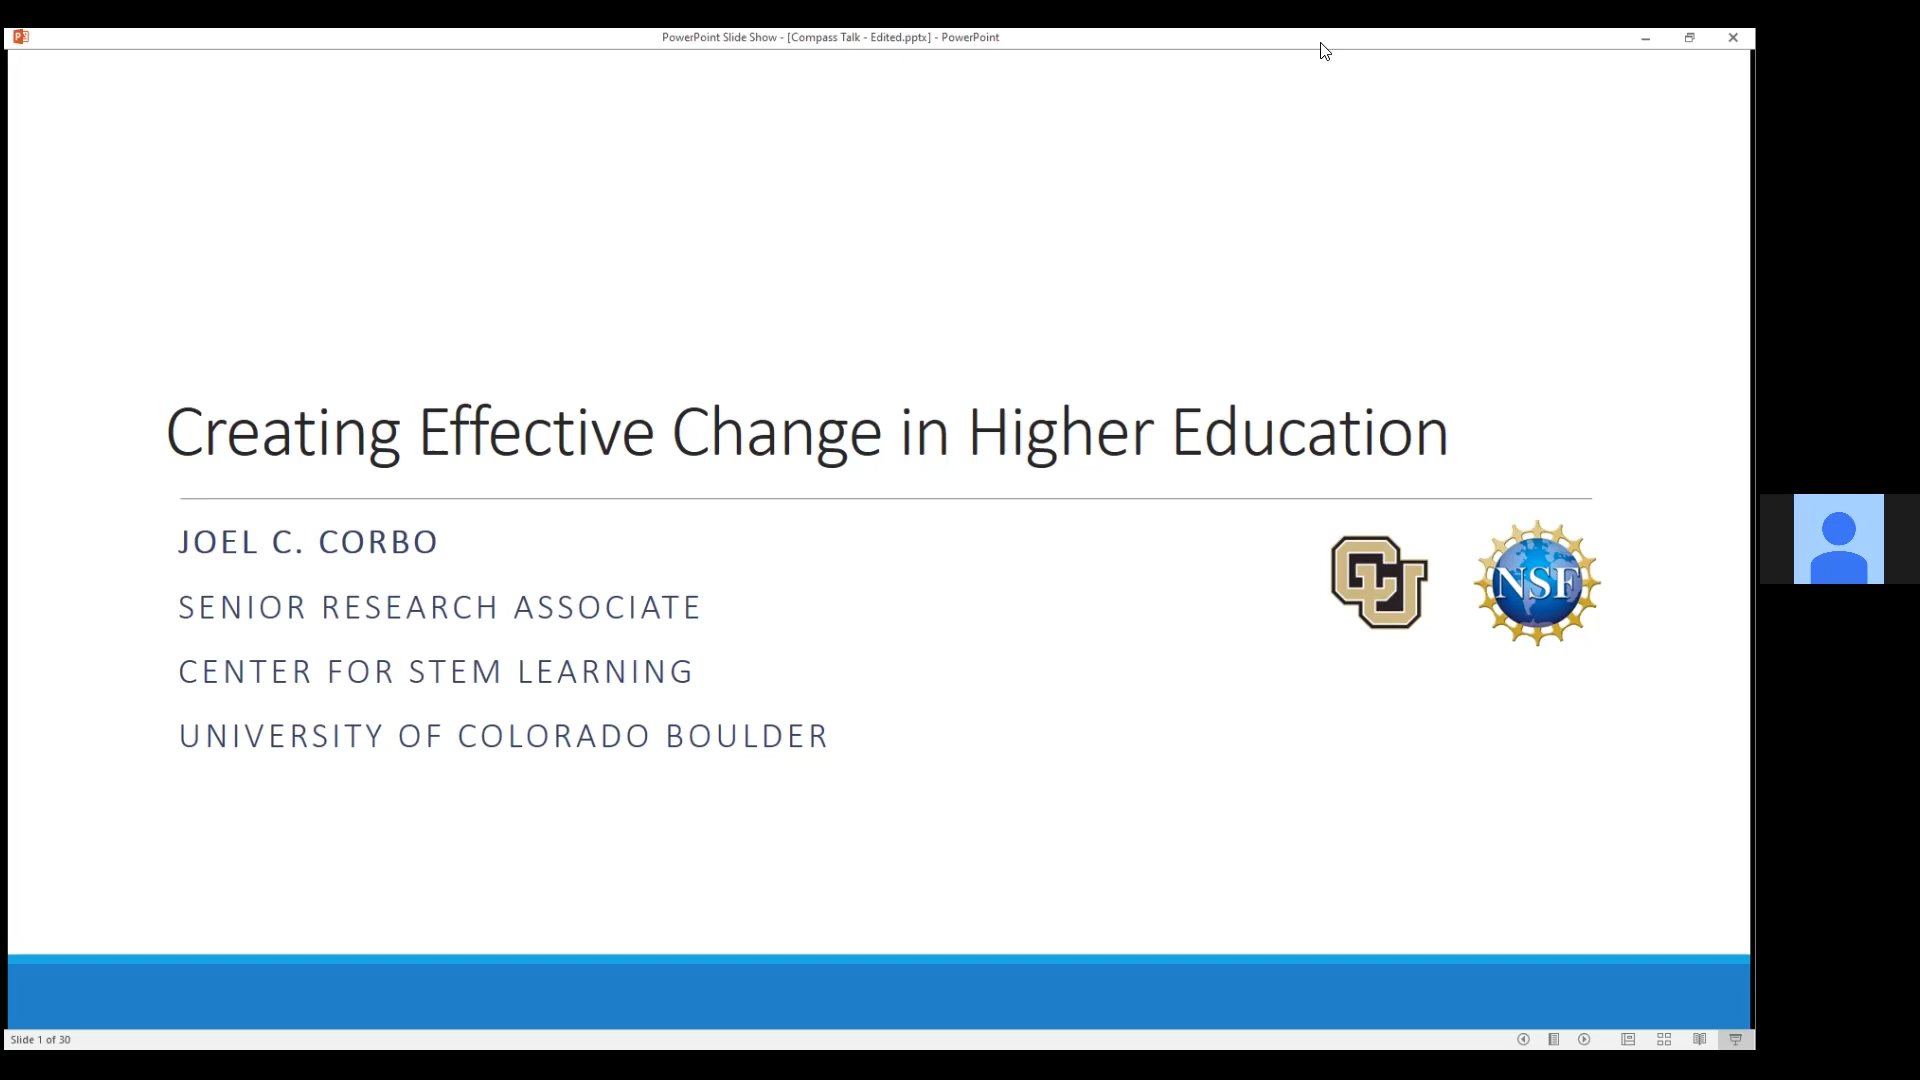 PowerPoint Slide Show - [Compass Talk - Edited.pptx] - PowerPoint
Creating Effective Change in Higher Education
JOEL C. CORBO
SENIOR RESEARCH ASSOCIATE
CENTER FOR STEM LEARNING
UNIVERSITY OF COLORADO BOULDER
CU
NSF
Slide 1 of 30